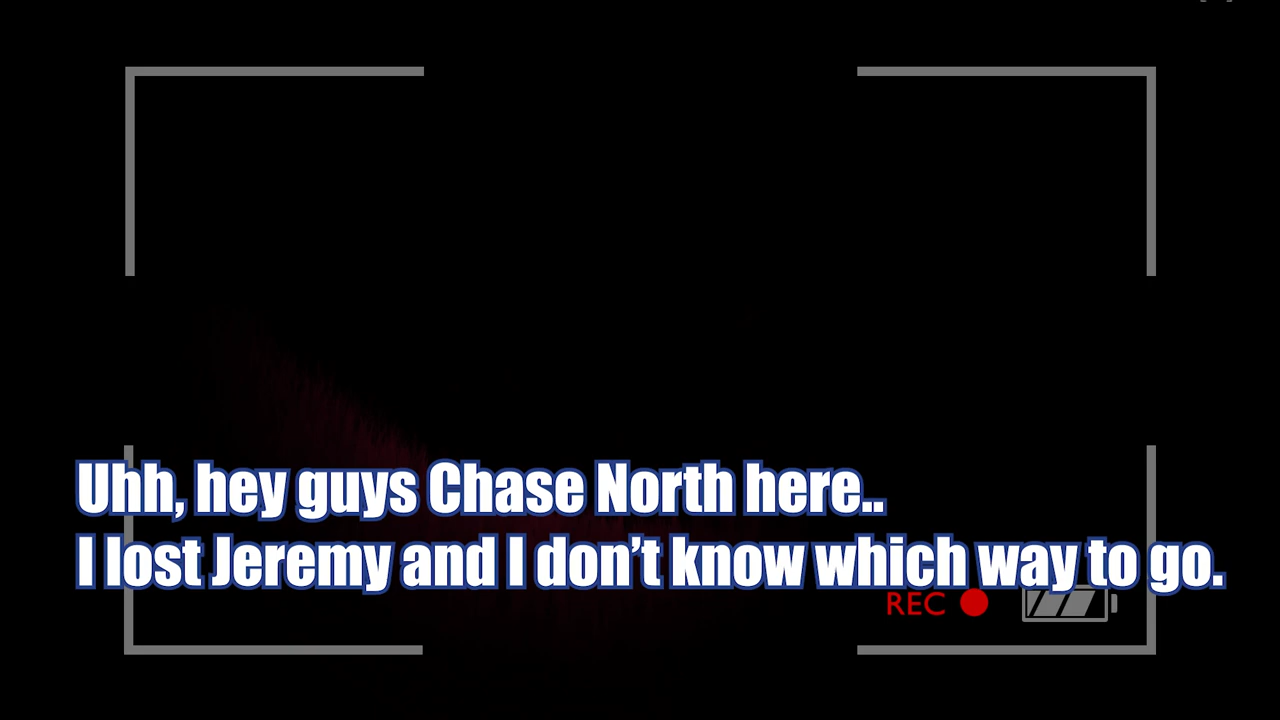 Uhh, hey guys Chase North here..
I lost Jeremy and I don’t know which way to go.
REC